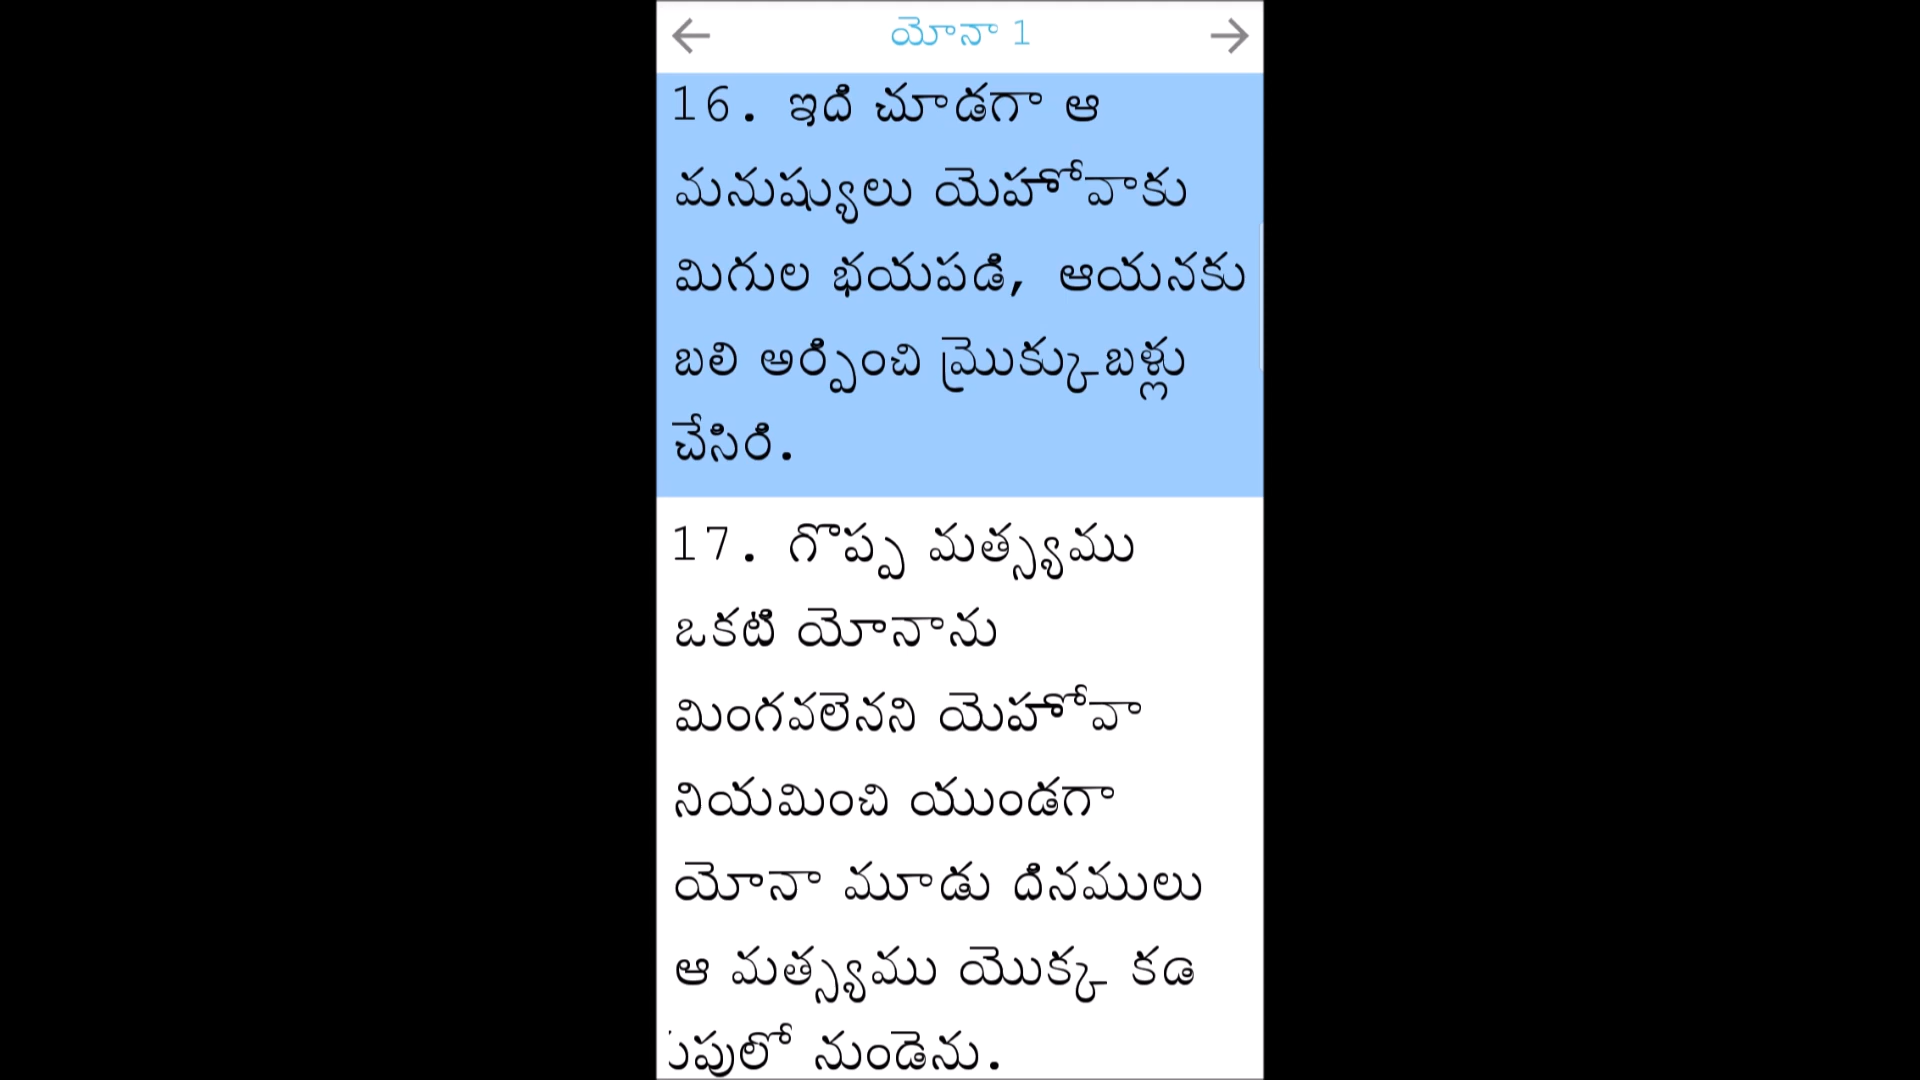 యోనా 1
16. ఇది చూడగా ఆ
మనుష్యులు యెహోవాకు
మిగుల భయపడి, ఆయనకు
బలి అర్పించి మ్రొక్కుబళ్లు
చేసిరి.
17. గొప్ప మత్స్యము
ఒకటి యోనాను
మింగవలెనని యెహోవా
నియమించి యుండగా
యోనా మూడు దినములు
ఆ మత్స్యము యొక్క కడ
ుపులో నుండెను.